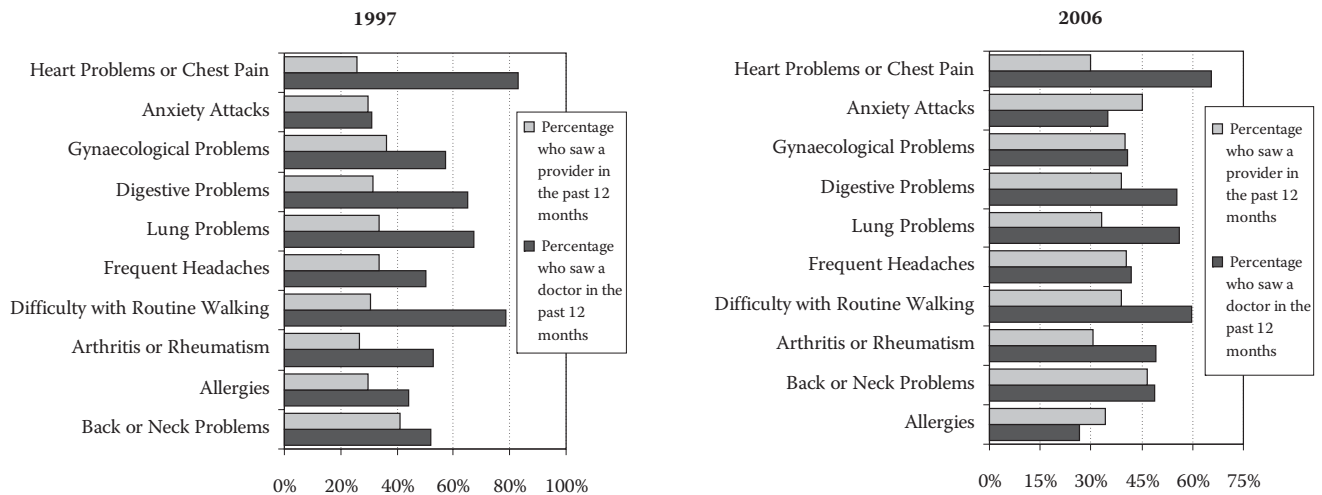 1997
Heart Problems or Chest Pain
Anxiety Attacks
Gynaecological Problems
Digestive Problems
Lung Problems
Frequent Headaches
Difficulty with Routine Walking
Arthritis or Rheumatism
Allergies
Back or Neck Problems
0% 20% 40% 60% 80% 100%
Percentage
who saw a
provider in
the past 12
months
Percentage
who saw a
doctor in the
past 12
months
2006
Heart Problems or Chest Pain
Anxiety Attacks
Gynaecological Problems
Digestive Problems
Lung Problems
Frequent Headaches
Difficulty with Routine Walking
Arthritis or Rheumatism
Back or Neck Problems
Allergies
0% 15% 30% 45% 60% 75%
Percentage
who saw a
provider in
the past 12
months
Percentage
who saw a
doctor in the
past 12
months